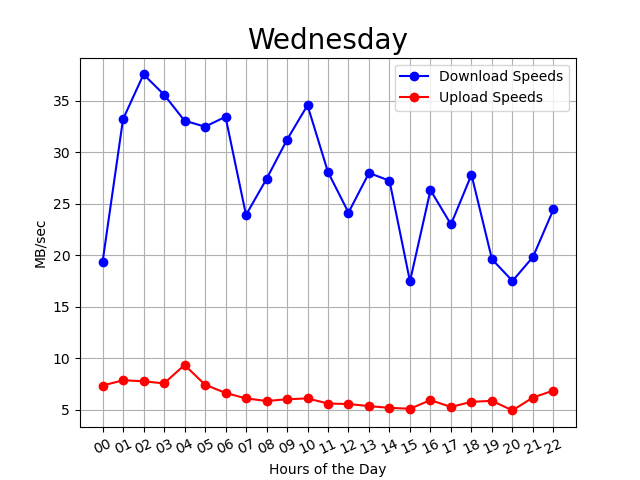 Wednesday
Download Speeds
Upload Speeds
MB/sec
35
30
25
20
15
10
5
00 01 02 03 04 05 06 07 08 09 10 11 12 13 14 15 16 17 18 19 20 21 22
Hours of the Day